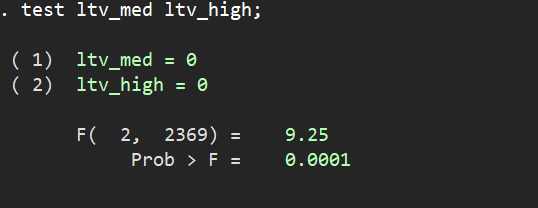 . test ltv_med ltv_high;
( 1)  ltv_med = 0
( 2)  ltv_high = 0
F(  2,  2369) =    9.25
Prob > F =    0.0001